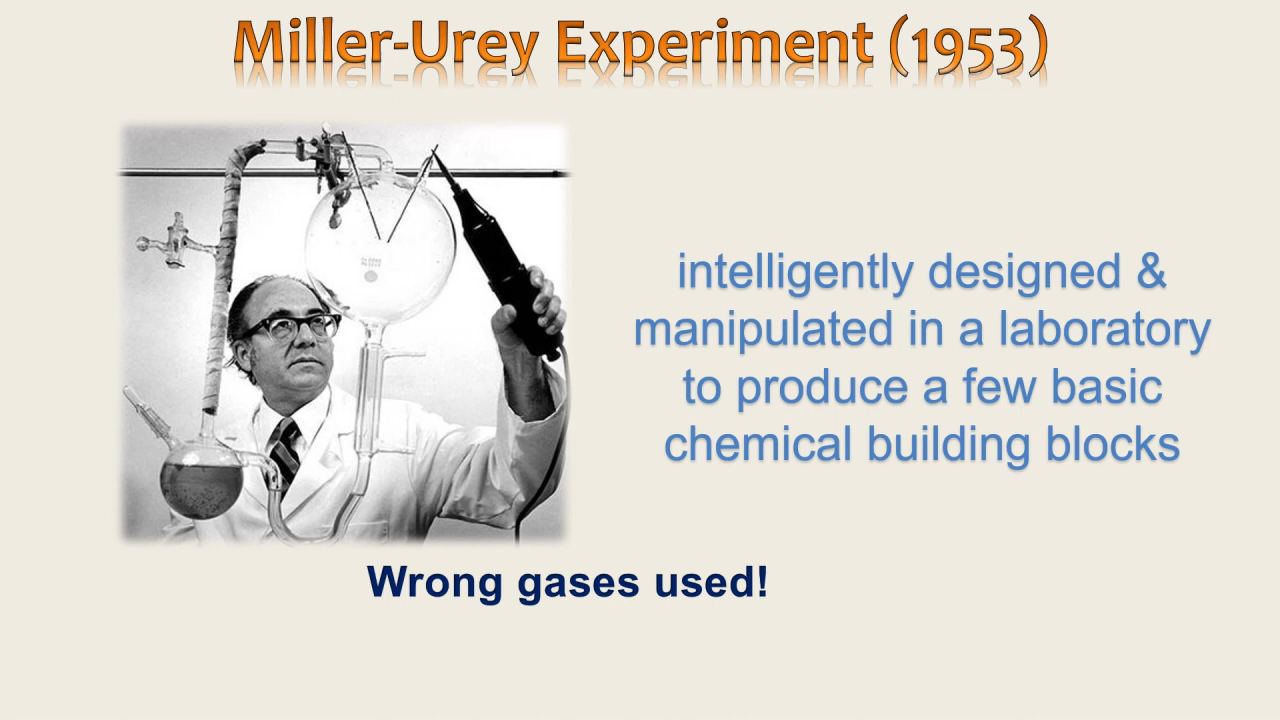 Miller-Urey Experiment (1953)
intelligently designed &
manipulated in a laboratory
to produce a few basic
chemical building blocks
Wrong gases used!